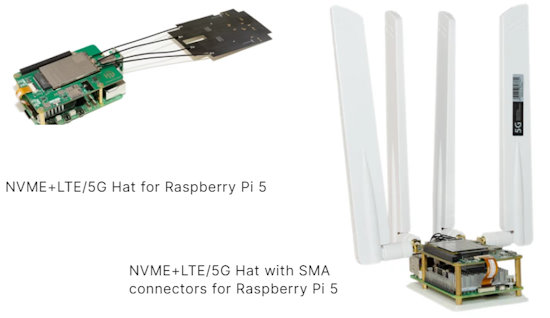 5G
NVME+LTE/5G Hat for Raspberry Pi 5
NVME+LTE/5G Hat with SMA
connectors for Raspberry Pi 5